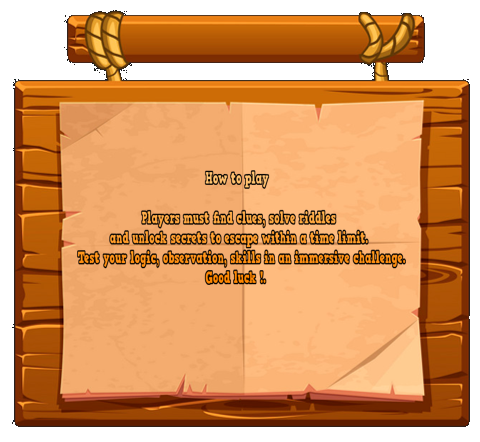 How to play
Players must find clues, solve riddles
and unlock secrets to escape within a time limit.
Test your logic, observation, skills in an immersive challenge.
Good luck !.